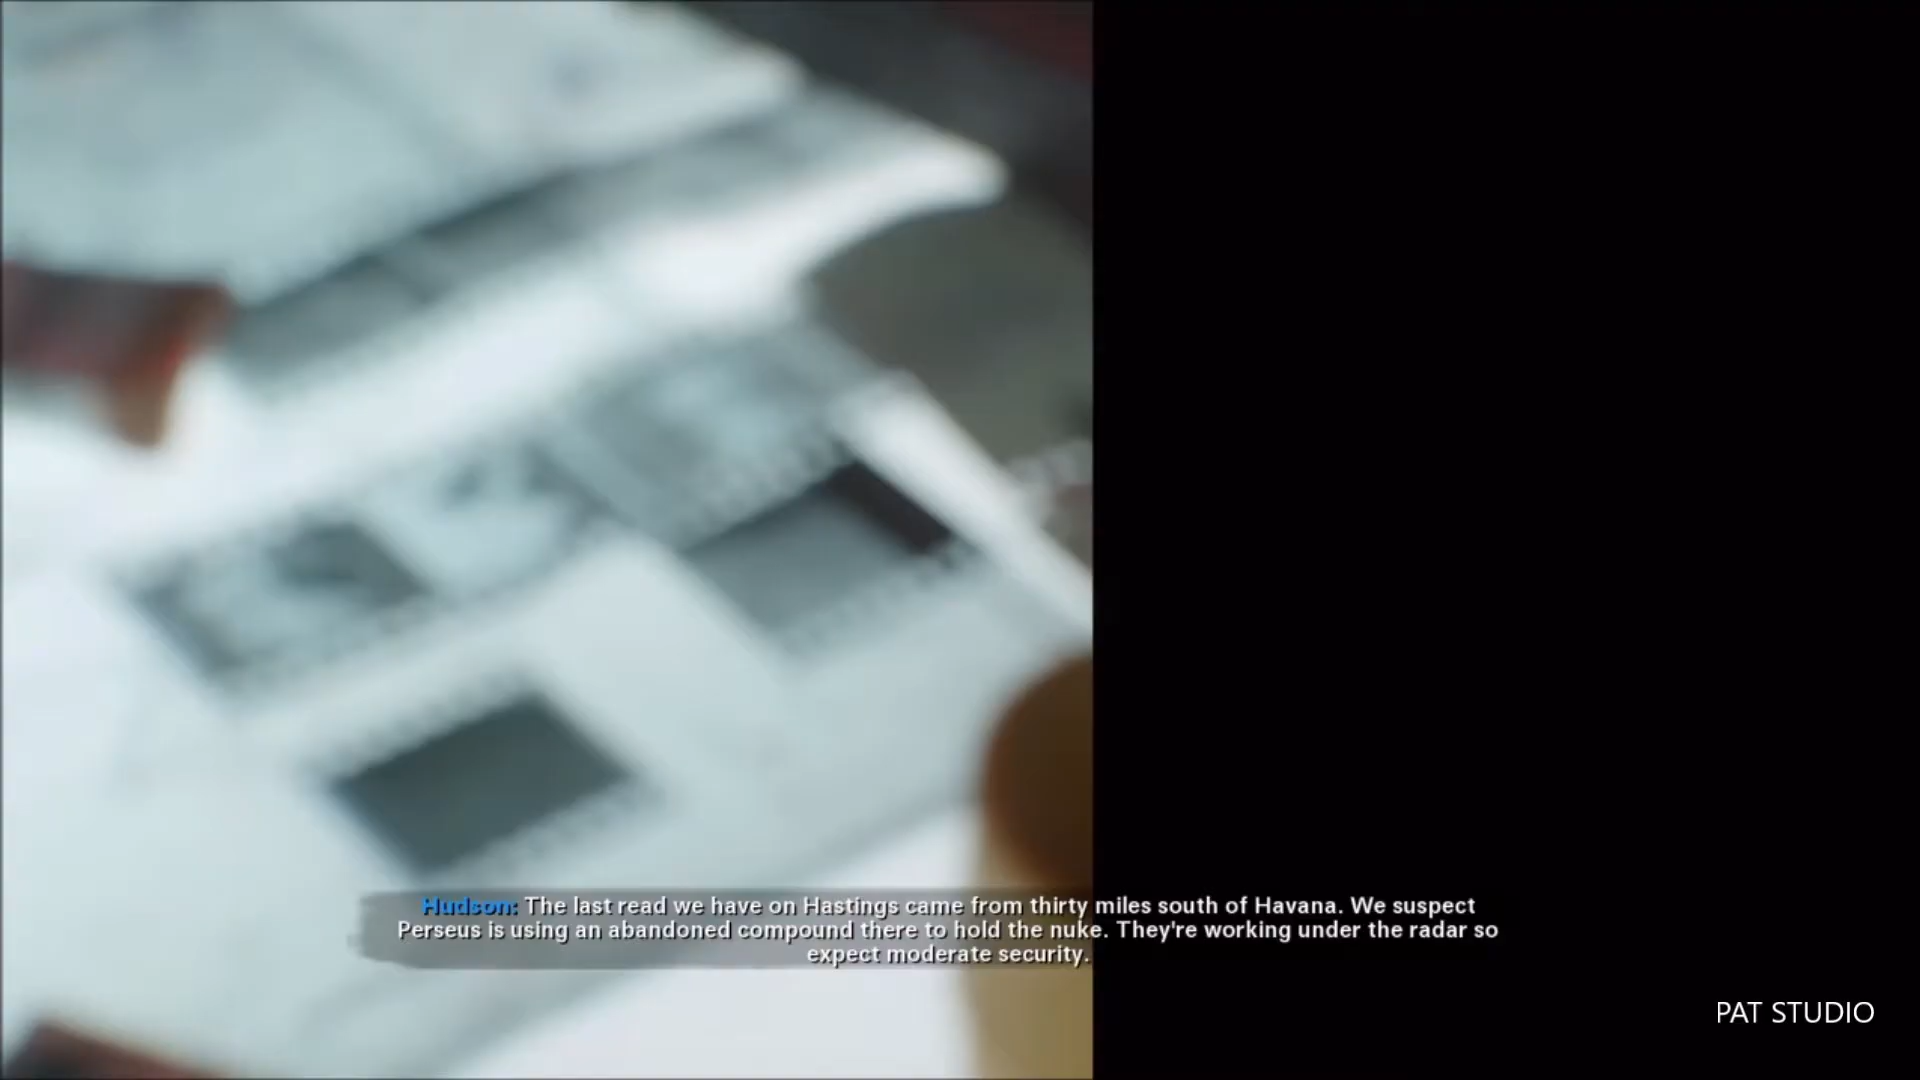 Hudson: The last read we have on Hastings came from thirty miles south of Havana. We suspect
Perseus is using an abandoned compound there to hold the nuke. They're working under the radar so
expect moderate security.
PAT STUDIO